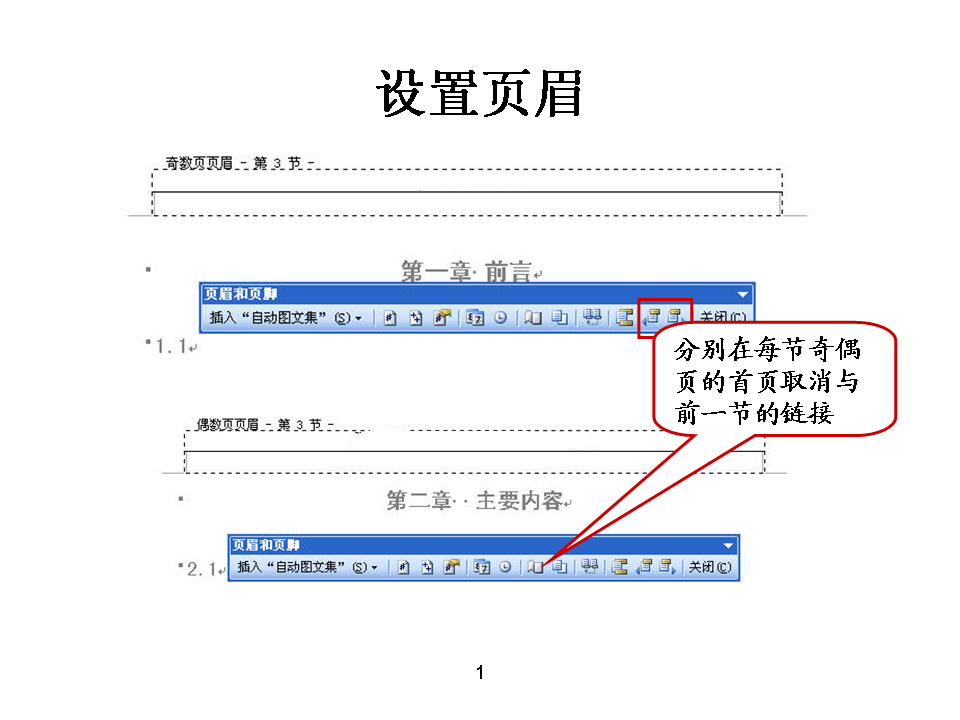 设置页眉
奇数页页眉 - 第 3 节 -
第一章· 前言
页眉和页脚
插入“自动图文集”(S) 关闭(C)
1.1
分别在每节奇偶
页的首页取消与
前一节的链接
偶数页页眉 - 第 3 节 -
第二章·· 主要内容
页眉和页脚
2.1
插入“自动图文集”(S) 关闭(C)
1